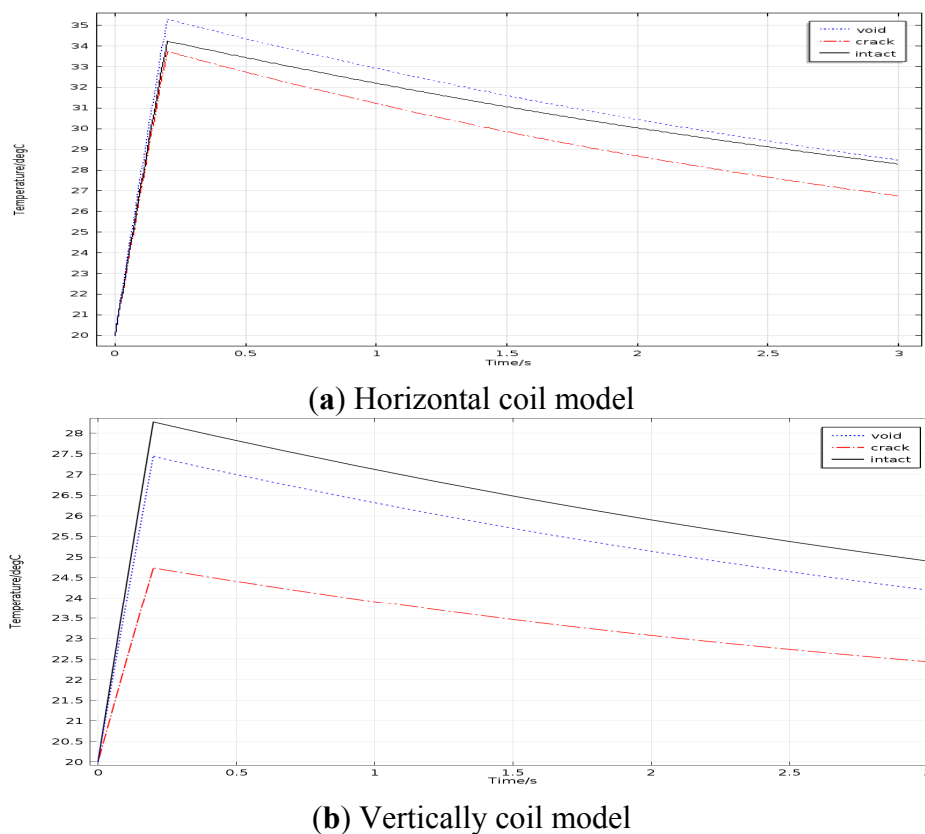 35
34
33
32
31
30
29
28
27
26
25
24
23
22
21
20
Temperature/degC
void
crack
intact
0 0.5 1 1.5 2 2.5 3
Time/s
(a) Horizontal coil model
28
27.5
27
26.5
26
25.5
25
24.5
24
23.5
23
22.5
22
21.5
21
20.5
20
Temperature/degC
void
crack
intact
0 0.5 1 1.5 2 2.5 3
Time/s
(b) Vertically coil model